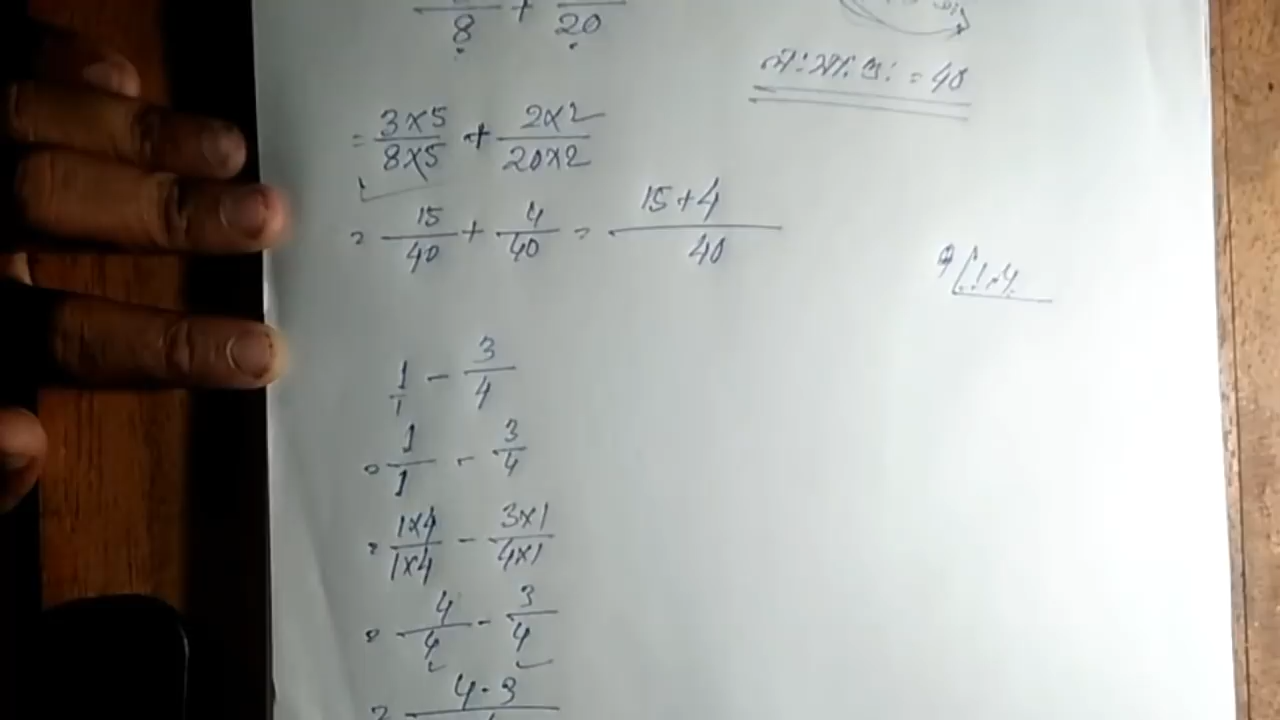 8 + 20
ল:সা:গু: = 40
= 3×5/8×5 + 2×2/20×2
= 15/40 + 4/40 = 15+4/40
1/1 - 3/4
= 1/1 - 3/4
= 1×4/1×4 - 3×1/4×1
= 4/4 - 3/4
= 4-3